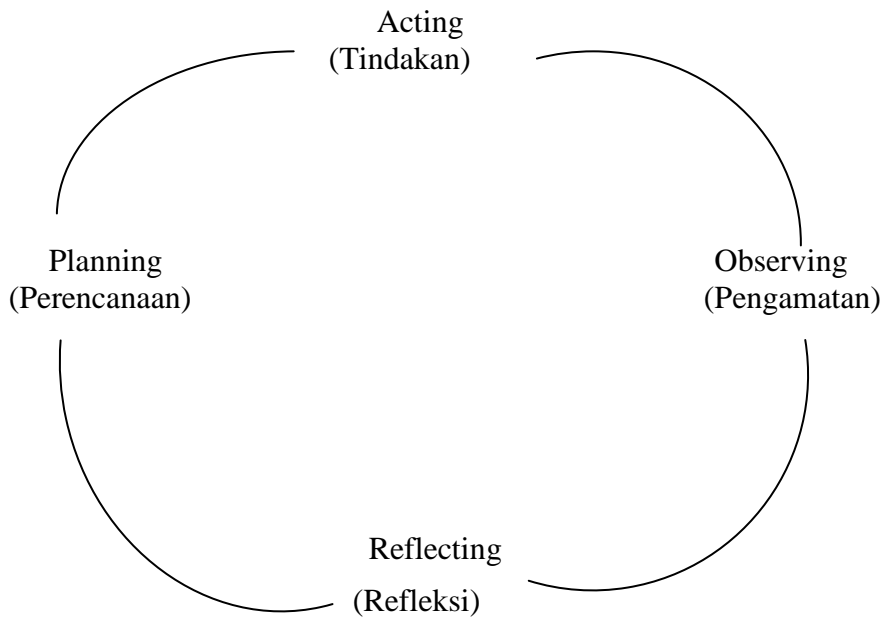 Acting
(Tindakan)
Planning
(Perencanaan)
Observing
(Pengamatan)
Reflecting
(Refleksi)